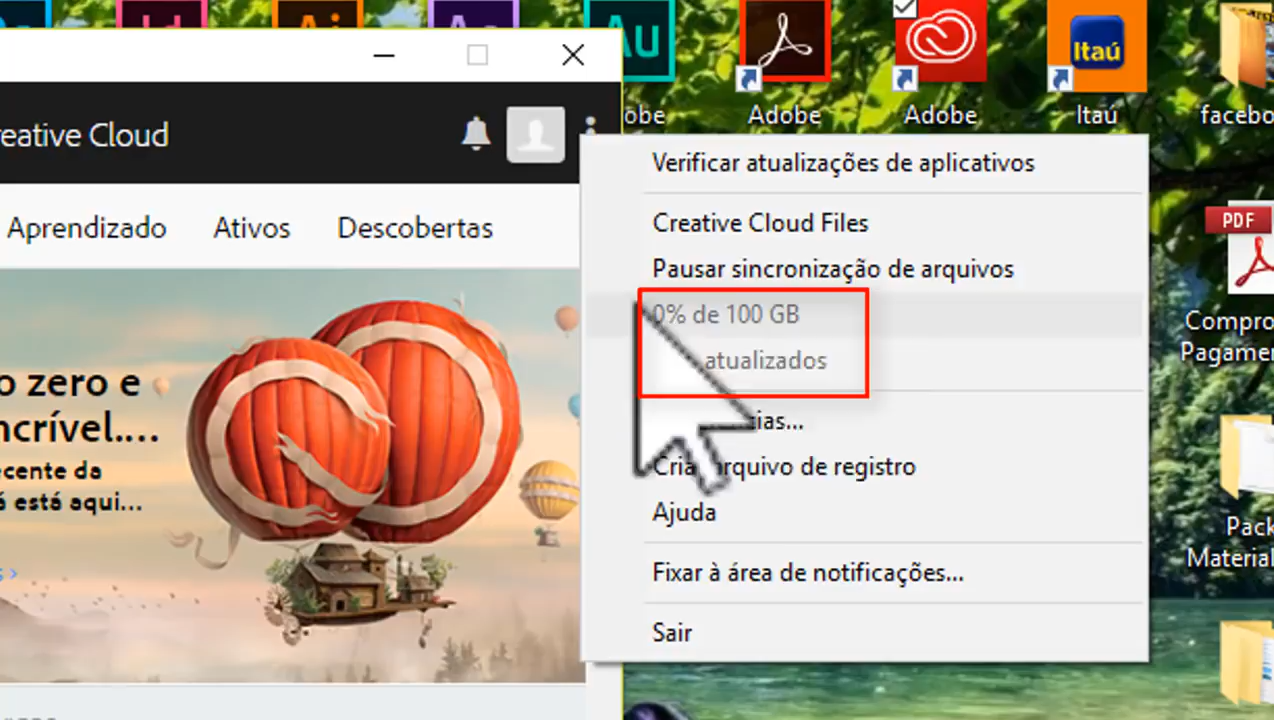 Au
Itaú
obe
Adobe
Adobe
Itaú
facebo
reative Cloud
Verificar atualizações de aplicativos
Aprendizado
Ativos
Descobertas
Creative Cloud Files
Pausar sincronização de arquivos
0% de 100 GB
atualizados
o zero e
ncrível....
ecente da
á está aqui...
ias...
Criar arquivo de registro
Ajuda
Fixar à área de notificações...
Sair
PDF
Compro
Pagamen
Pack
Material